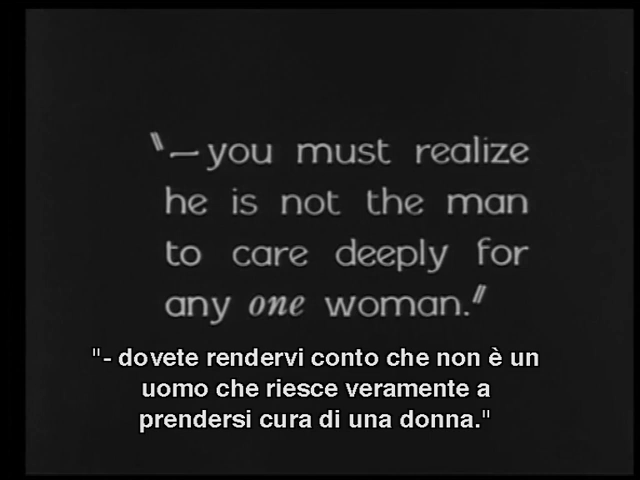 "—you must realize
he is not the man
to care deeply for
any one woman."
"- dovete rendervi conto che non è un
uomo che riesce veramente a
prendersi cura di una donna."